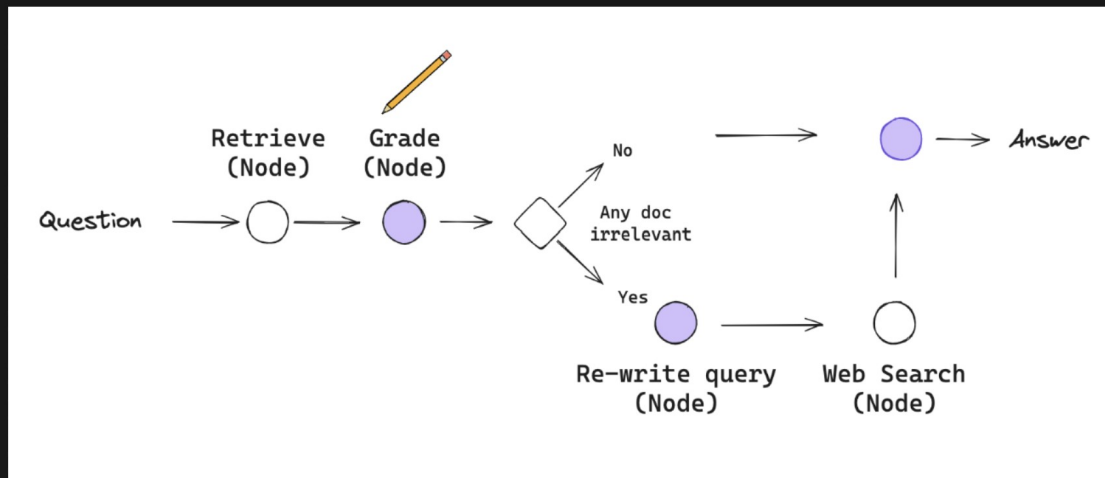 Retrieve
(Node)
Grade
(Node)
Question
No
Any doc
irrelevant
Yes
Answer
Re-write query
(Node)
Web Search
(Node)